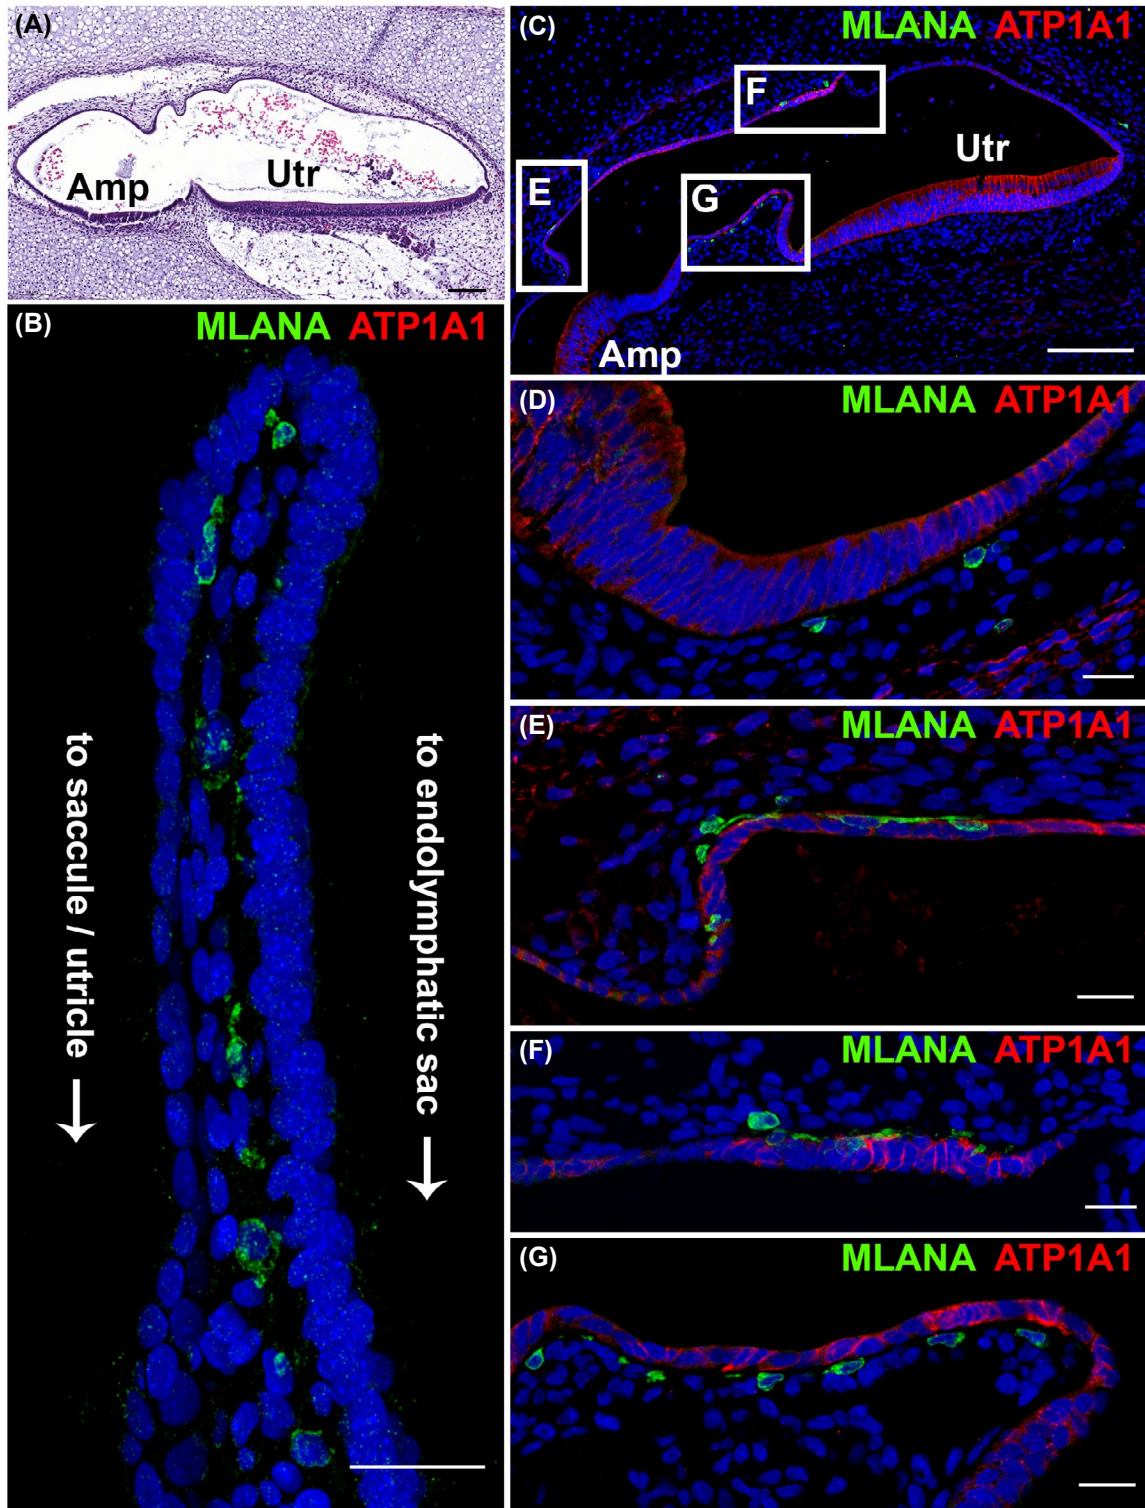 (A)
Amp
Utr
(B)
MLANA ATP1A1
to saccule / utricle
to endolymphatic sac
(C)
MLANA ATP1A1
F
E
G
Utr
Amp
(D)
MLANA ATP1A1
(E)
MLANA ATP1A1
(F)
MLANA ATP1A1
(G)
MLANA ATP1A1